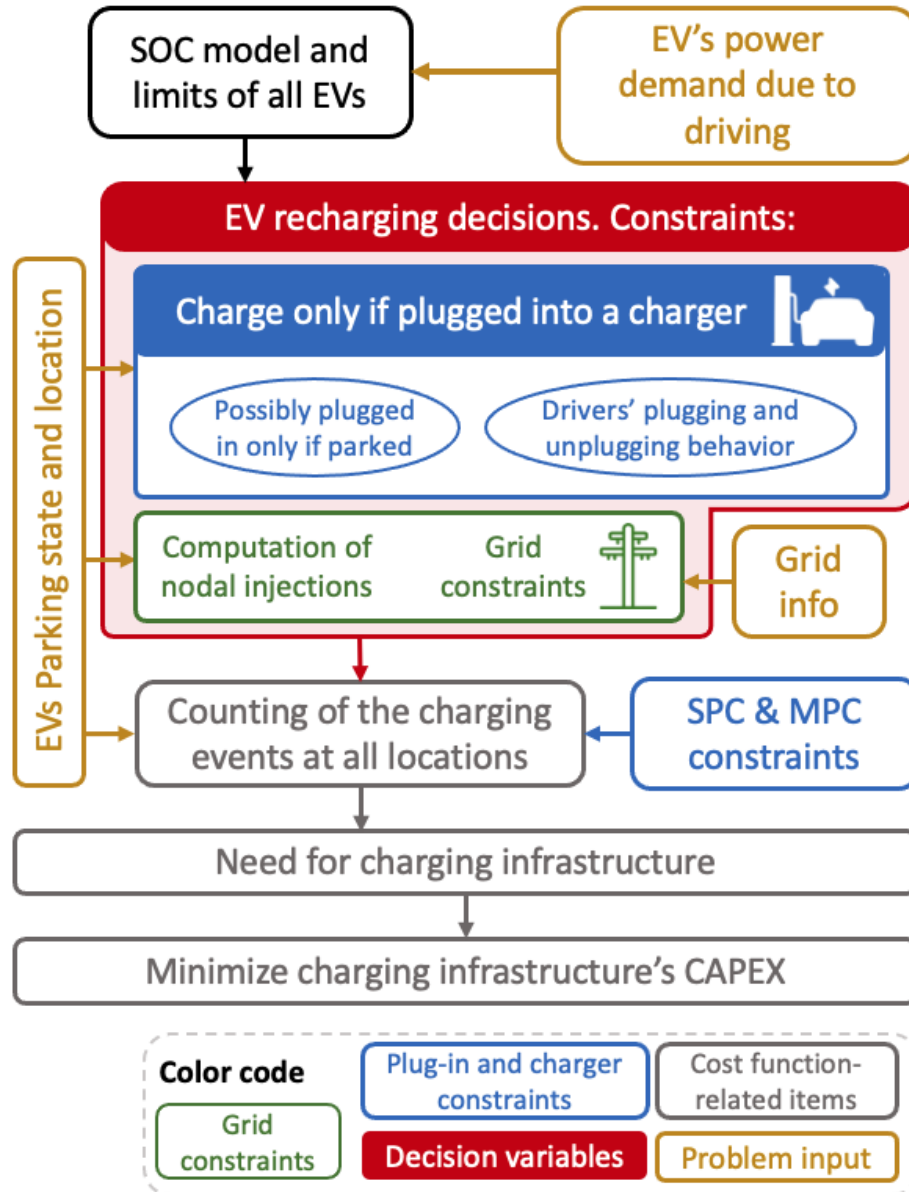 SOC model and
limits of all EVs
EV's power
demand due to
driving
EV recharging decisions. Constraints:
EVs Parking state and location
Charge only if plugged into a charger
Possibly plugged
in only if parked
Drivers' plugging and
unplugging behavior
Computation of
nodal injections
Grid
constraints
Grid
info
Counting of the charging
events at all locations
SPC & MPC
constraints
Need for charging infrastructure
Minimize charging infrastructure's CAPEX
Color code
Plug-in and charger
constraints
Cost function-
related items
Grid
constraints
Decision variables
Problem input